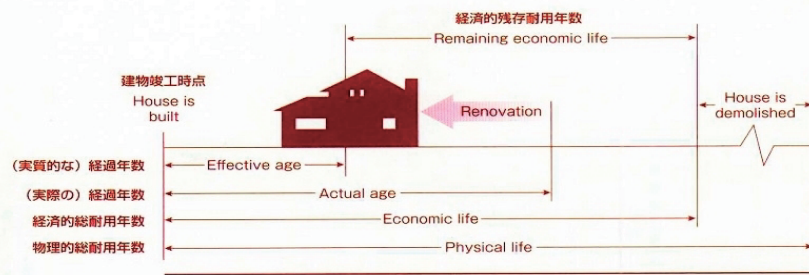 経済的残存耐用年数
Remaining economic life
建物竣工時点
House is
built
Renovation
House is
demolished
(実質的な) 経過年数
Effective age
(実際の) 経過年数
Actual age
経済的総耐用年数
Economic life
物理的総耐用年数
Physical life